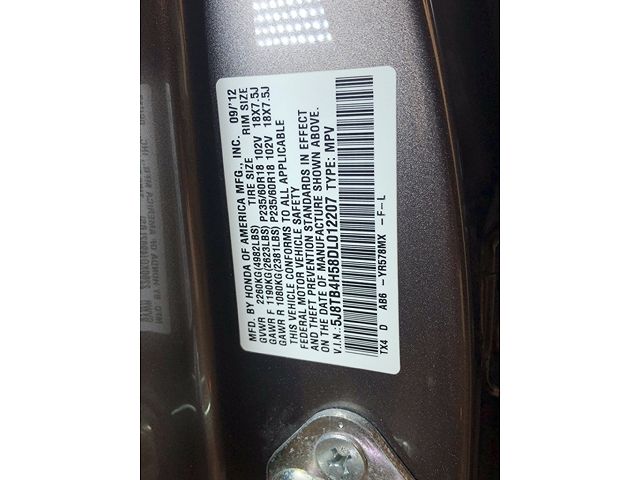 MFD. BY HONDA OF AMERICA MFG., INC. 09/'12
TIRE SIZE RIM SIZE
GVWR 2260KG(4982LBS)
GAWR F 1190KG(2623LBS) P235/60R18 102V 18X7.5J
GAWR R 1080KG(2381LBS) P235/60R18 102V 18X7.5J
THIS VEHICLE CONFORMS TO ALL APPLICABLE
FEDERAL MOTOR VEHICLE SAFETY
AND THEFT PREVENTION STANDARDS IN EFFECT
ON THE DATE OF MANUFACTURE SHOWN ABOVE.
V.I.N.:5J8TB4H58DL012207 TYPE: MPV
TX4 D AB6 -YR578MX -F-L